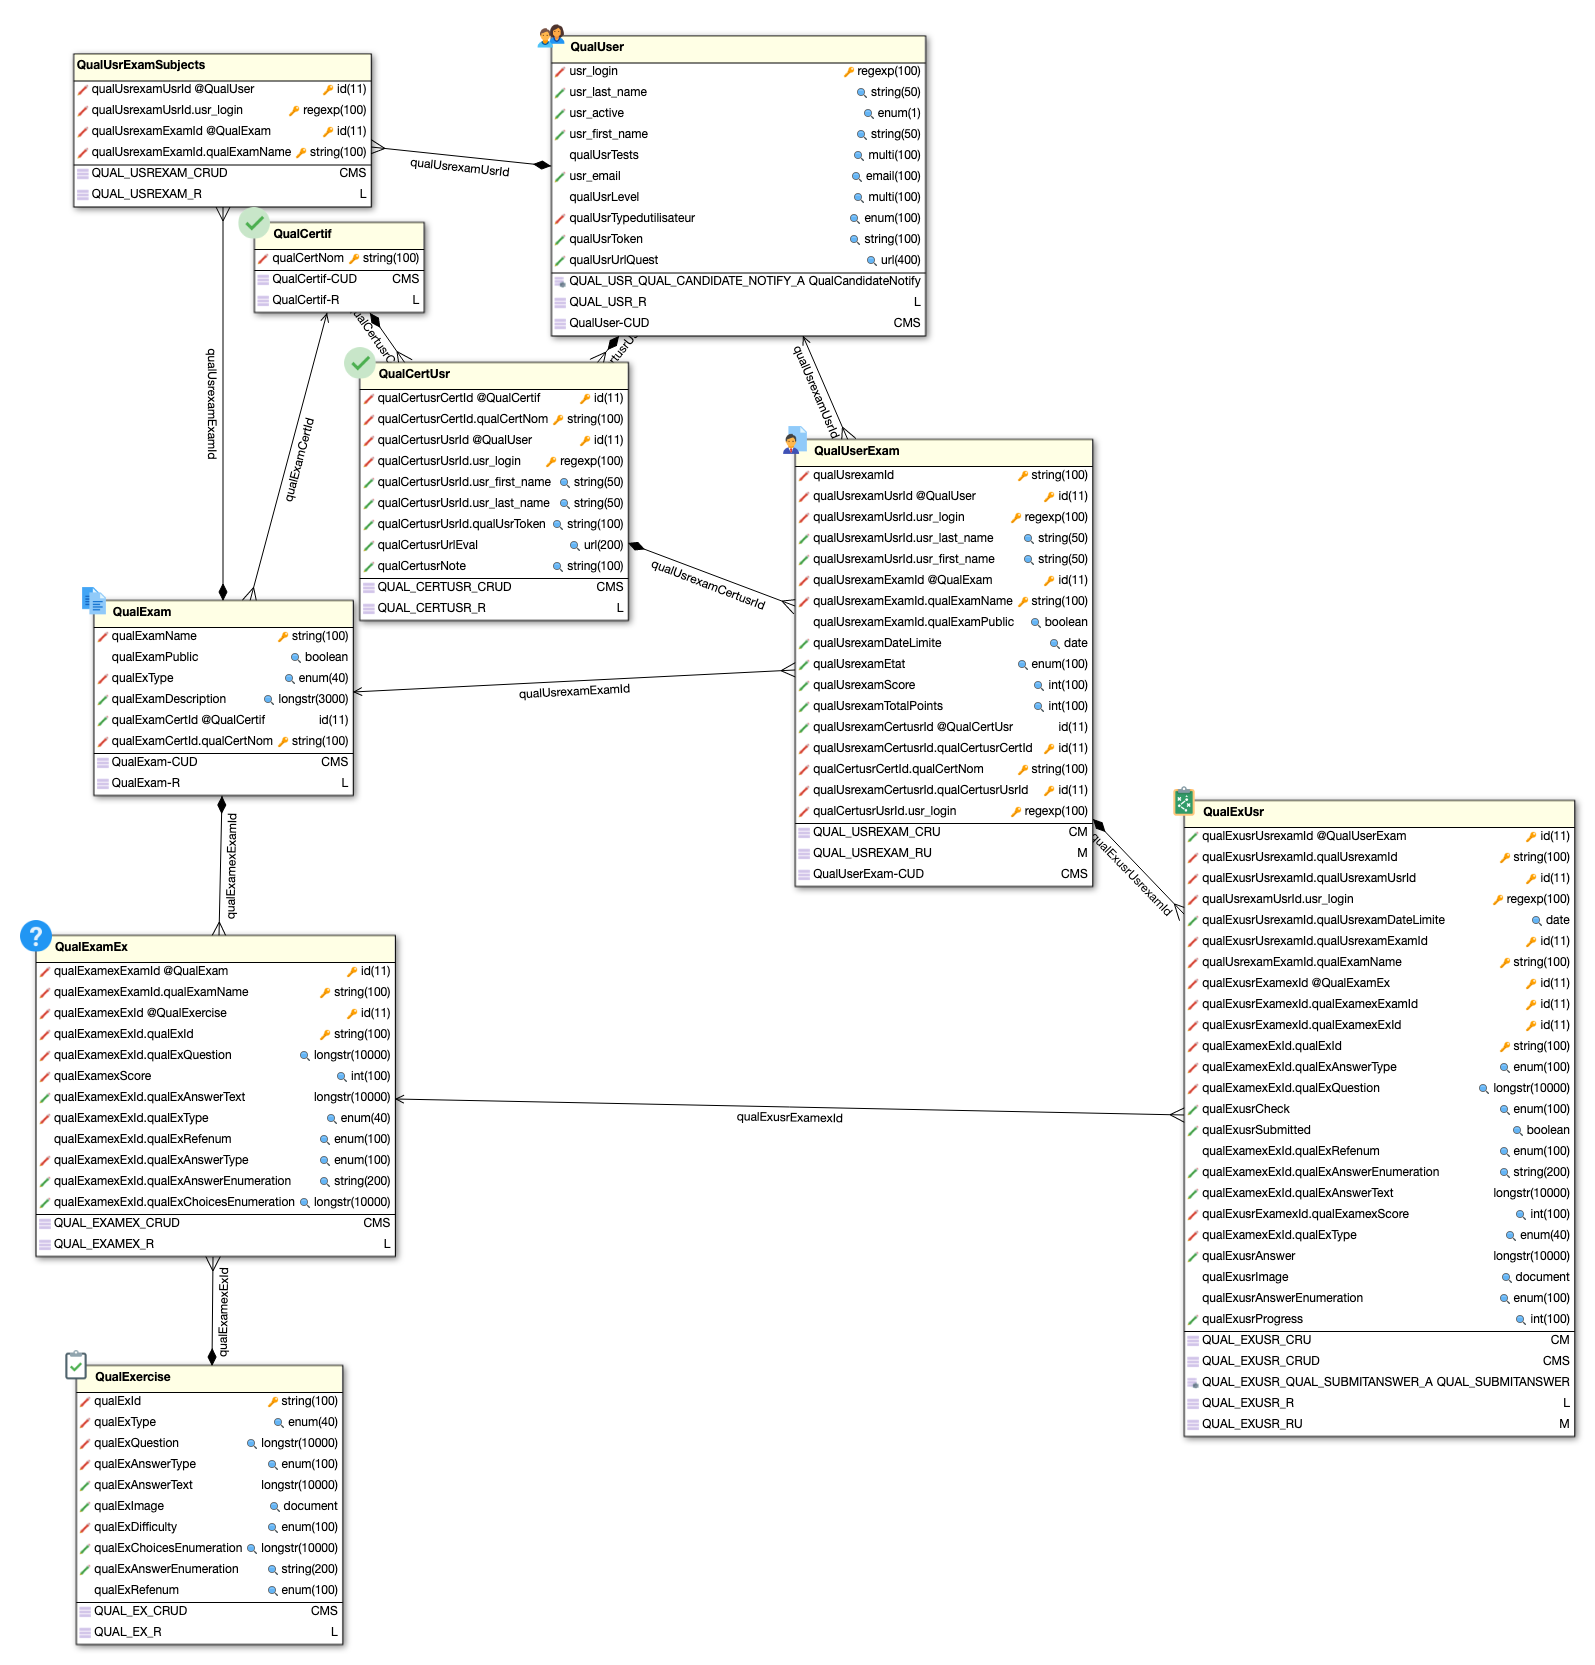 QualUsrExamSubjects
qualUsrexamUsrId @QualUser id(11)
qualUsrexamUsrId.usr_login regexp(100)
qualUsrexamExamId @QualExam id(11)
qualUsrexamExamId.qualExamName string(100)
QUAL_USREXAM_CRUD CMS
QUAL_USREXAM_R L
QualUser
usr_login regexp(100)
usr_last_name string(50)
usr_active enum(1)
usr_first_name string(50)
qualUsrTests multi(100)
usr_email email(100)
qualUsrLevel multi(100)
qualUsrTypedutilisateur enum(100)
qualUsrToken string(100)
qualUsrUrlQuest url(400)
QUAL_USR_QUAL_CANDIDATE_NOTIFY_A QualCandidateNotify
QUAL_USR_R L
QualUser-CUD CMS
qualUsrexamUsrId
QualCertif
qualCertNom string(100)
QualCertif-CUD CMS
QualCertif-R L
qualUsrexamExamId
qualExamCertId
qualUsrexamUsrId
QualCertUsr
qualCertusrCertId @QualCertif id(11)
qualCertusrCertId.qualCertNom string(100)
qualCertusrUsrId @QualUser id(11)
qualCertusrUsrId.usr_login regexp(100)
qualCertusrUsrId.usr_first_name string(50)
qualCertusrUsrId.usr_last_name string(50)
qualCertusrUsrId.qualUsrToken string(100)
qualCertusrUrlEval url(200)
qualCertusrNote string(100)
QUAL_CERTUSR_CRUD CMS
QUAL_CERTUSR_R L
qualUsrexamCertusrId
QualUserExam
qualUsrexamId string(100)
qualUsrexamUsrId @QualUser id(11)
qualUsrexamUsrId.usr_login regexp(100)
qualUsrexamUsrId.usr_last_name string(50)
qualUsrexamUsrId.usr_first_name string(50)
qualUsrexamExamId @QualExam id(11)
qualUsrexamExamId.qualExamName string(100)
qualUsrexamExamId.qualExamPublic boolean
qualUsrexamDateLimite date
qualUsrexamEtat enum(100)
qualUsrexamScore int(100)
qualUsrexamTotalPoints int(100)
qualUsrexamCertusrId @QualCertUsr id(11)
qualUsrexamCertusrId.qualCertusrCertId id(11)
qualCertusrCertId.qualCertNom string(100)
qualUsrexamCertusrId.qualCertusrUsrId id(11)
qualCertusrUsrId.usr_login regexp(100)
QUAL_USREXAM_CRU CM
QUAL_USREXAM_RU M
QualUserExam-CUD CMS
QualExam
qualExamName string(100)
qualExamPublic boolean
qualExType enum(40)
qualExamDescription longstr(3000)
qualExamCertId @QualCertif id(11)
qualExamCertId.qualCertNom string(100)
QualExam-CUD CMS
QualExam-R L
qualUsrexamExamId
qualExamexExamId
qualExusrUsrexamId
QualExUsr
qualExusrUsrexamId @QualUserExam id(11)
qualExusrUsrexamId.qualUsrexamId string(100)
qualExusrUsrexamId.qualUsrexamUsrId id(11)
qualUsrexamUsrId.usr_login regexp(100)
qualExusrUsrexamId.qualUsrexamDateLimite date
qualExusrUsrexamId.qualUsrexamExamId id(11)
qualUsrexamExamId.qualExamName string(100)
qualExusrExamexId @QualExamEx id(11)
qualExusrExamexId.qualExamexExamId id(11)
qualExusrExamexId.qualExamexExId id(11)
qualExamexExId.qualExId string(100)
qualExamexExId.qualExAnswerType enum(100)
qualExamexExId.qualExQuestion longstr(10000)
qualExusrCheck enum(100)
qualExusrSubmitted boolean
qualExamexExId.qualExRefenum enum(100)
qualExamexExId.qualExAnswerEnumeration string(200)
qualExamexExId.qualExAnswerText longstr(10000)
qualExusrExamexId.qualExamexScore int(100)
qualExamexExId.qualExType enum(40)
qualExusrAnswer longstr(10000)
qualExusrImage document
qualExusrAnswerEnumeration enum(100)
qualExusrProgress int(100)
QUAL_EXUSR_CRU CM
QUAL_EXUSR_CRUD CMS
QUAL_EXUSR_QUAL_SUBMITANSWER_A QUAL_SUBMITANSWER
QUAL_EXUSR_R L
QUAL_EXUSR_RU M
QualExamEx
qualExamexExamId @QualExam id(11)
qualExamexExamId.qualExamName string(100)
qualExamexExId @QualExercise id(11)
qualExamexExId.qualExId string(100)
qualExamexExId.qualExQuestion longstr(10000)
qualExamexScore int(100)
qualExamexExId.qualExAnswerText longstr(10000)
qualExamexExId.qualExType enum(40)
qualExamexExId.qualExRefenum enum(100)
qualExamexExId.qualExAnswerType enum(100)
qualExamexExId.qualExAnswerEnumeration string(200)
qualExamexExId.qualExChoicesEnumeration longstr(10000)
QUAL_EXAMEX_CRUD CMS
QUAL_EXAMEX_R L
qualExusrExamexId
qualExamexExId
QualExercise
qualExId string(100)
qualExType enum(40)
qualExQuestion longstr(10000)
qualExAnswerType enum(100)
qualExAnswerText longstr(10000)
qualExImage document
qualExDifficulty enum(100)
qualExChoicesEnumeration longstr(10000)
qualExAnswerEnumeration string(200)
qualExRefenum enum(100)
QUAL_EX_CRUD CMS
QUAL_EX_R L